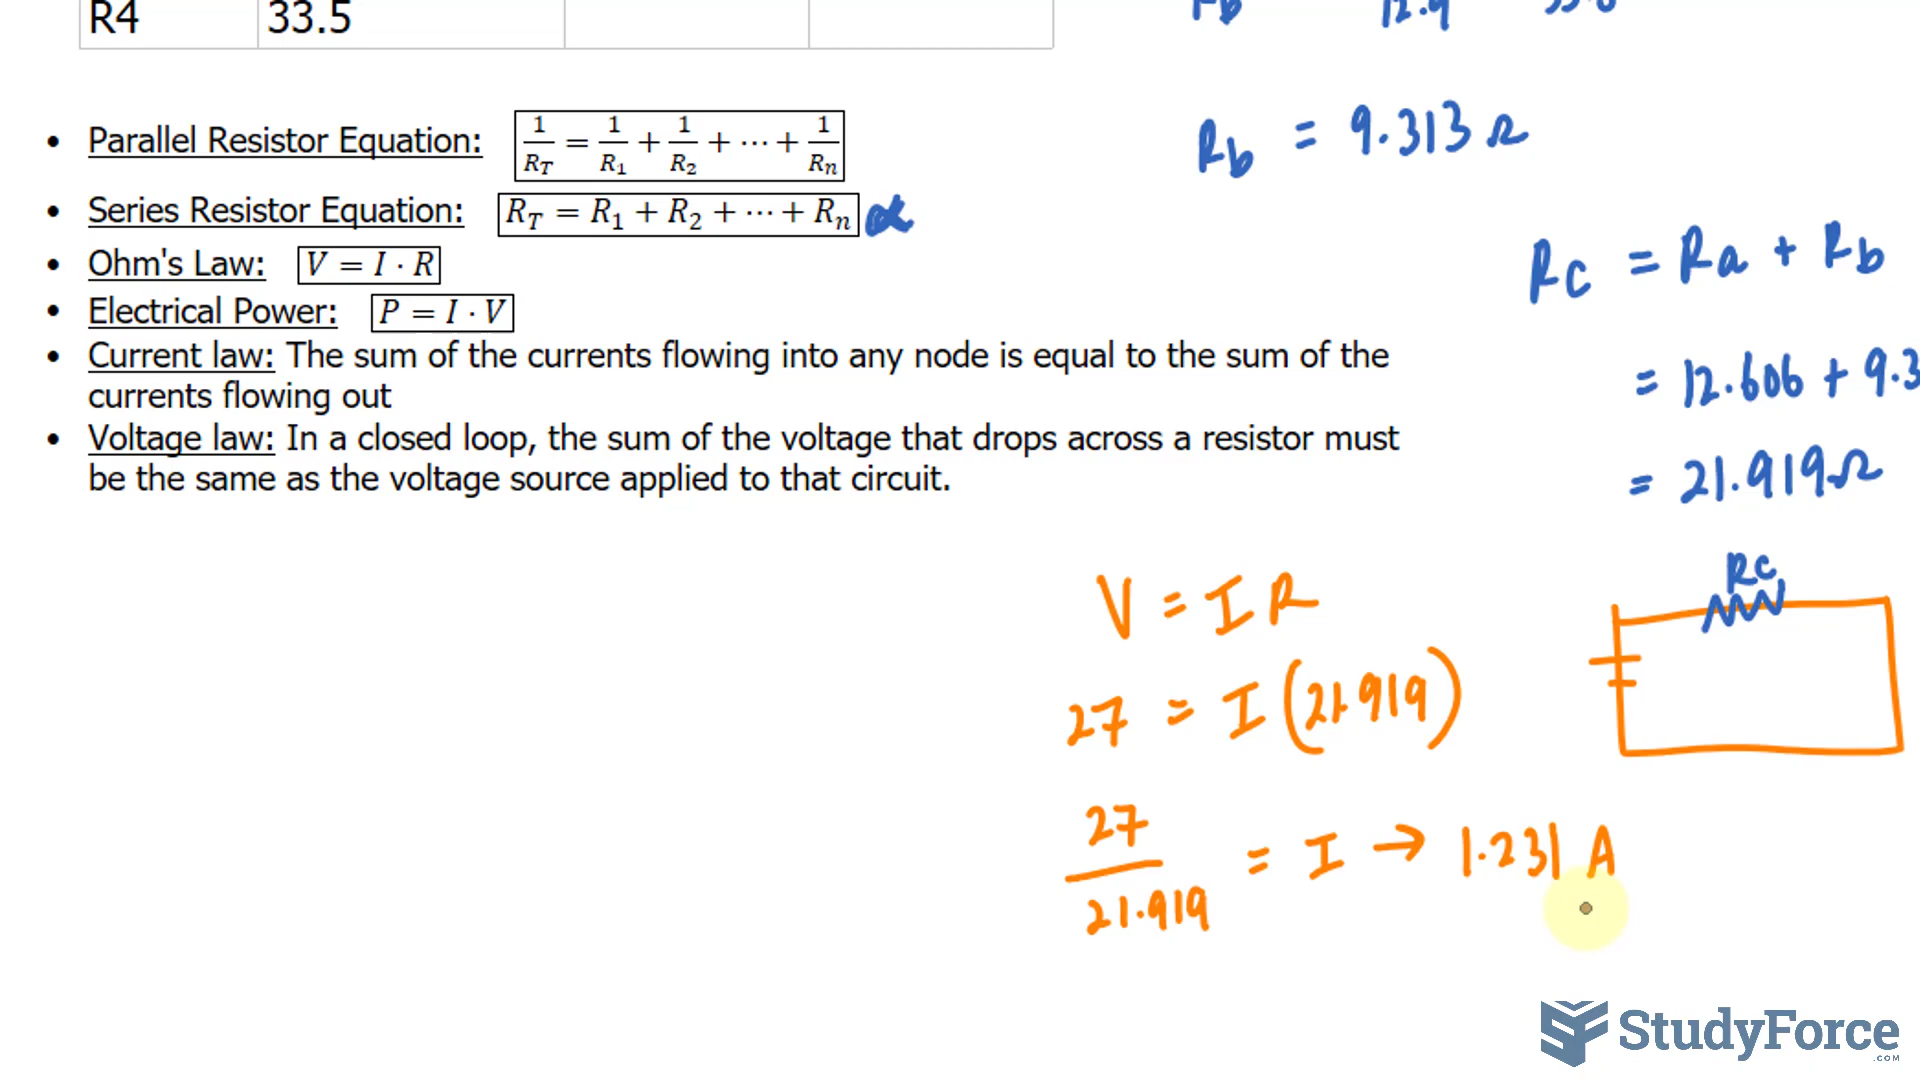 R4 33.5
Rb = 9.313 Ω
• Parallel Resistor Equation: 1/R_T = 1/R_1 + 1/R_2 + ⋯ + 1/R_n
• Series Resistor Equation: R_T = R_1 + R_2 + ⋯ + R_n
• Ohm's Law: V = I · R
Rc = Ra + Rb
• Electrical Power: P = I · V
• Current law: The sum of the currents flowing into any node is equal to the sum of the
currents flowing out
= 12.606 + 9.3
• Voltage law: In a closed loop, the sum of the voltage that drops across a resistor must
be the same as the voltage source applied to that circuit.
= 21.919 Ω
Rc
V = I R
27 = I (21.919)
27/21.919 = I → 1.231 A
StudyForce
.COM